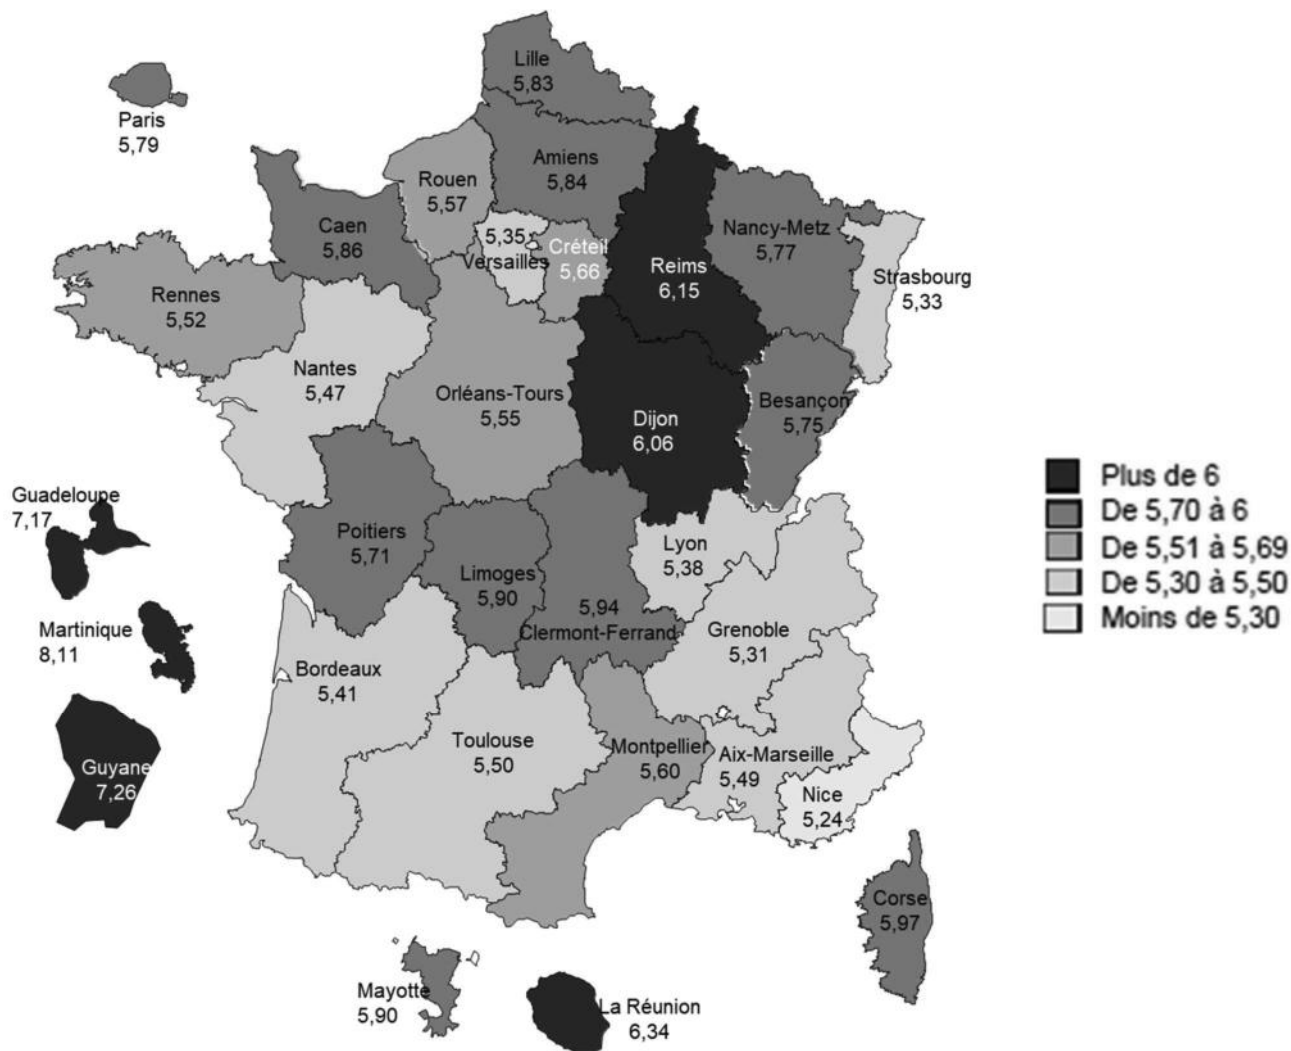 Lille
5,83
Paris
5,79
Amiens
5,84
Rouen
5,57
Caen
5,86
5,35
Versailles
Créteil
5,66
Reims
6,15
Nancy-Metz
5,77
Strasbourg
5,33
Rennes
5,52
Nantes
5,47
Orléans-Tours
5,55
Dijon
6,06
Besançon
5,75
Guadeloupe
7,17
Poitiers
5,71
Limoges
5,90
5,94
Clermont-Ferrand
Lyon
5,38
Grenoble
5,31
Martinique
8,11
Bordeaux
5,41
Toulouse
5,50
Montpellier
5,60
Aix-Marseille
5,49
Nice
5,24
Guyane
7,26
Corse
5,97
Mayotte
5,90
La Réunion
6,34
Plus de 6
De 5,70 à 6
De 5,51 à 5,69
De 5,30 à 5,50
Moins de 5,30